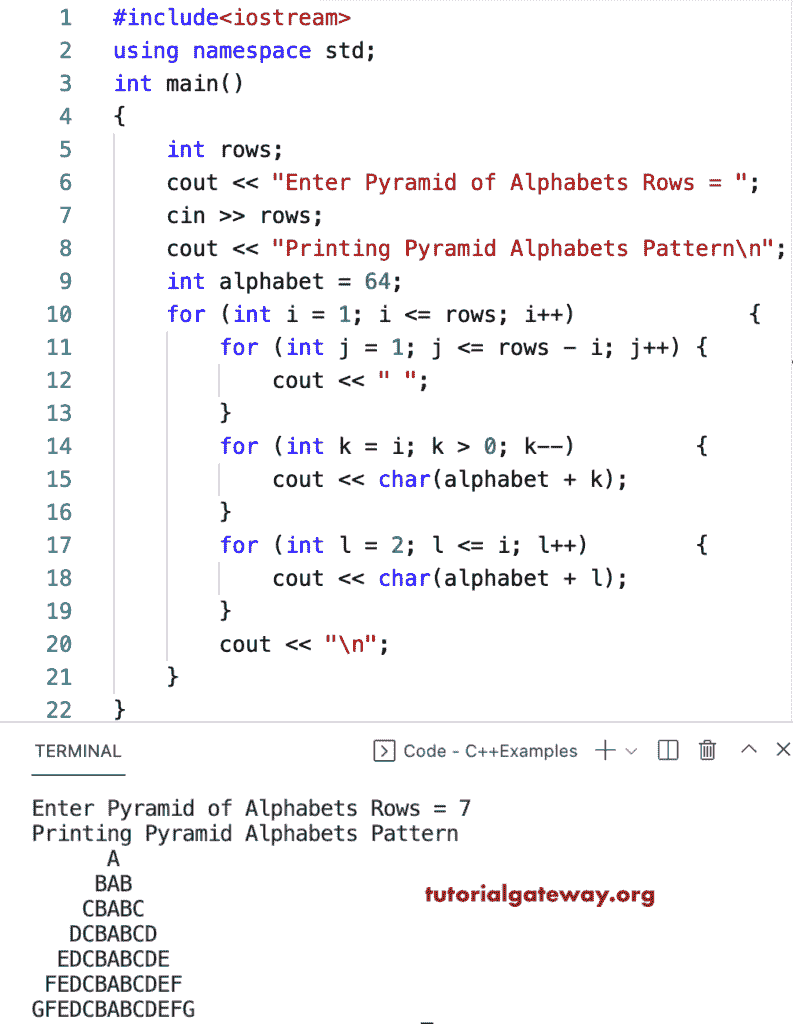 1 #include<iostream>
2 using namespace std;
3 int main()
4 {
5     int rows;
6     cout << "Enter Pyramid of Alphabets Rows = ";
7     cin >> rows;
8     cout << "Printing Pyramid Alphabets Pattern\n";
9     int alphabet = 64;
10     for (int i = 1; i <= rows; i++)             {
11         for (int j = 1; j <= rows - i; j++) {
12             cout << " ";
13         }
14         for (int k = i; k > 0; k--)         {
15             cout << char(alphabet + k);
16         }
17         for (int l = 2; l <= i; l++)        {
18             cout << char(alphabet + l);
19         }
20         cout << "\n";
21     }
22 }
TERMINAL Code - C++Examples
Enter Pyramid of Alphabets Rows = 7
Printing Pyramid Alphabets Pattern
      A
     BAB
    CBABC
tutorialgateway.org
   DCBABCD
  EDCBABCDE
 FEDCBABCDEF
GFEDCBABCDEFG